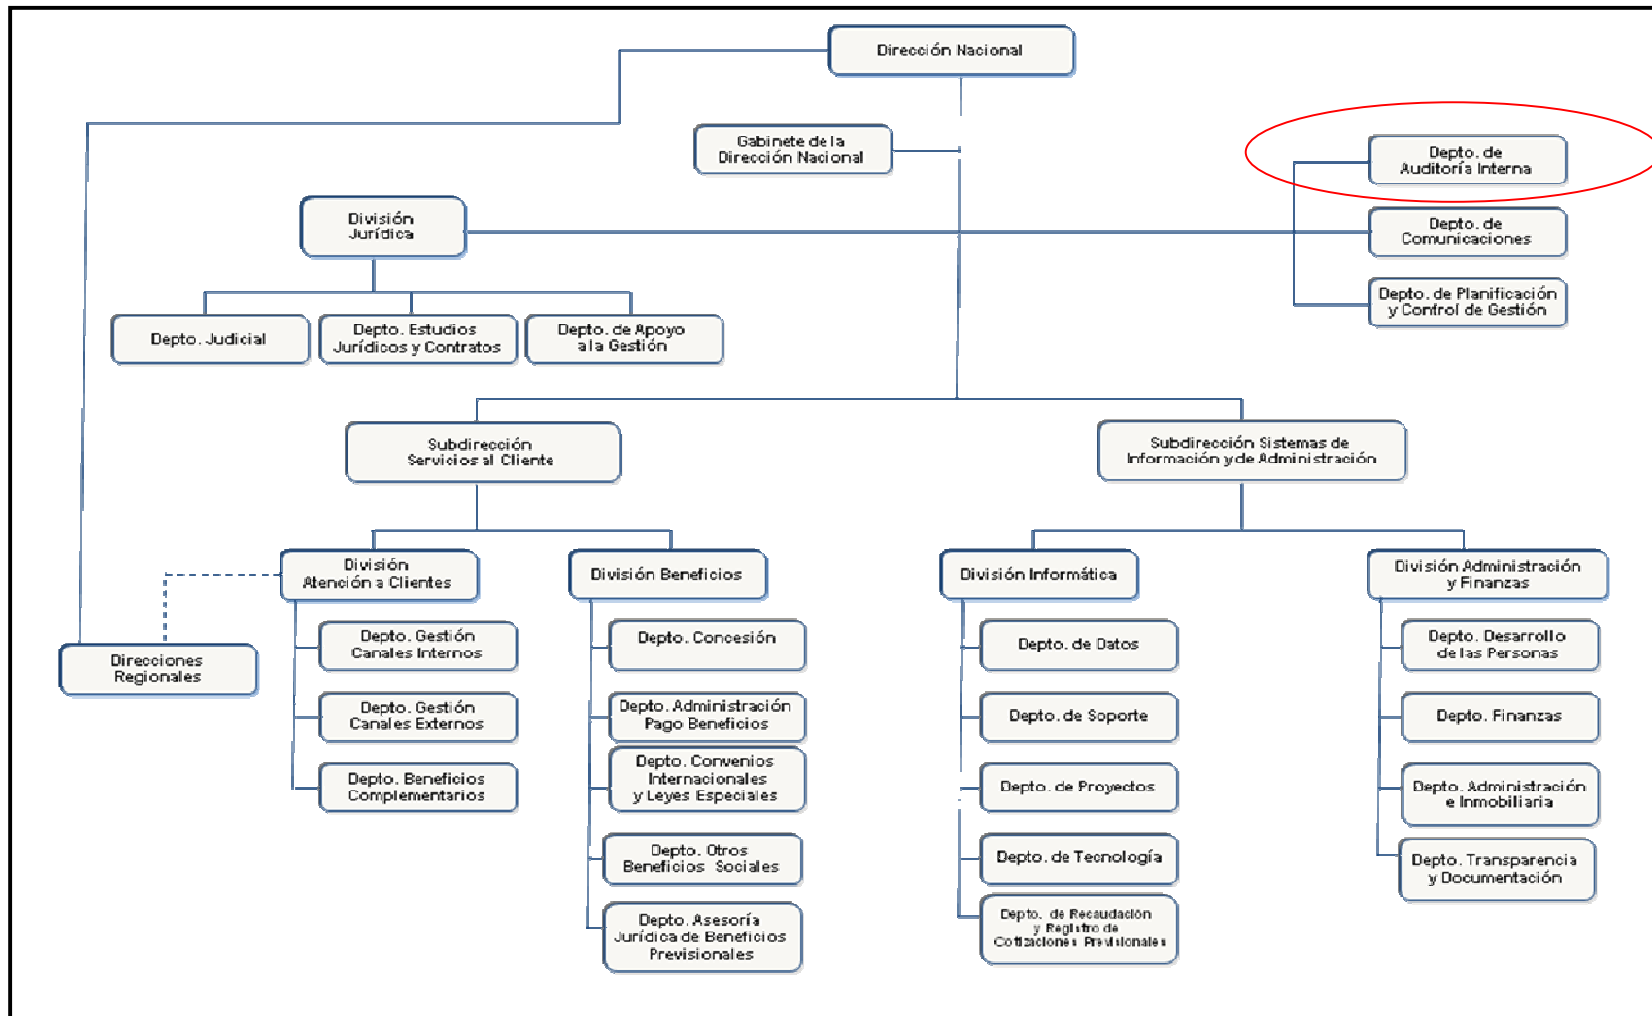 Dirección Nacional
Gabinete de la
Dirección Nacional
Depto. de
Auditoría Interna
División
Jurídica
Depto. de
Comunicaciones
Depto. de Planificación
y Control de Gestión
Depto. Judicial
Depto. Estudios
Jurídicos y Contratos
Depto. de Apoyo
a la Gestión
Subdirección
Servicios al Cliente
Subdirección Sistemas de
Información y de Administración
División
Atención a Clientes
División Beneficios
División Informática
División Administración
y Finanzas
Direcciones
Regionales
Depto. Gestión
Canales Internos
Depto. Gestión
Canales Externos
Depto. Beneficios
Complementarios
Depto. Concesión
Depto. Administración
Pago Beneficios
Depto. Convenios
Internacionales
y Leyes Especiales
Depto. Otros
Beneficios Sociales
Depto. Asesoría
Jurídica de Beneficios
Previsionales
Depto. de Datos
Depto. de Soporte
Depto. de Proyectos
Depto. de Tecnología
Depto. de Recaudación
y Registro de
Cotizaciones Previsionales
Depto. Desarrollo
de las Personas
Depto. Finanzas
Depto. Administración
e Inmobiliaria
Depto. Transparencia
y Documentación